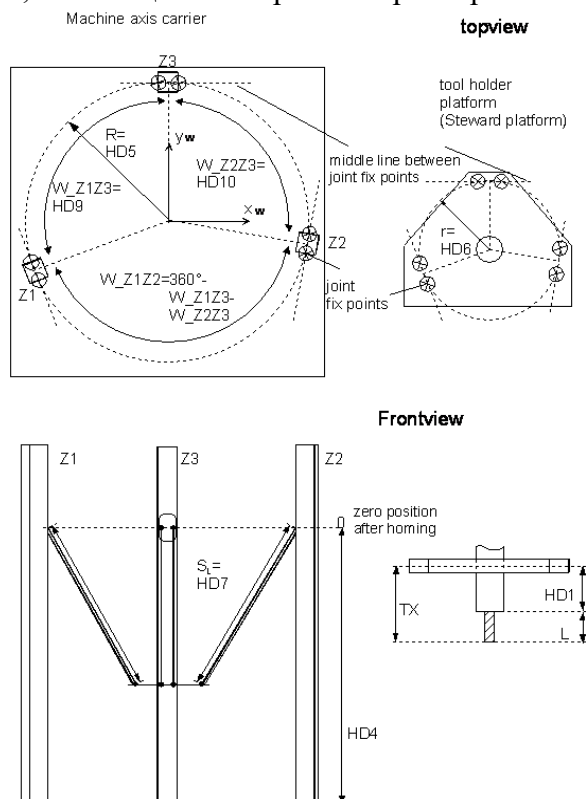 Machine axis carrier
topview
Z3
tool holder
platform
(Steward platform)
R=
HD5
yw
W_Z2Z3=
HD10
middle line between
joint fix points
W_Z1Z3=
HD9
xw
Z2
r=
HD6
Z1
W_Z1Z2=360°-
W_Z1Z3-
W_Z2Z3
joint
fix points
Frontview
Z1
Z3
Z2
0
zero position
after homing
SL=
HD7
TX
HD1
L
HD4